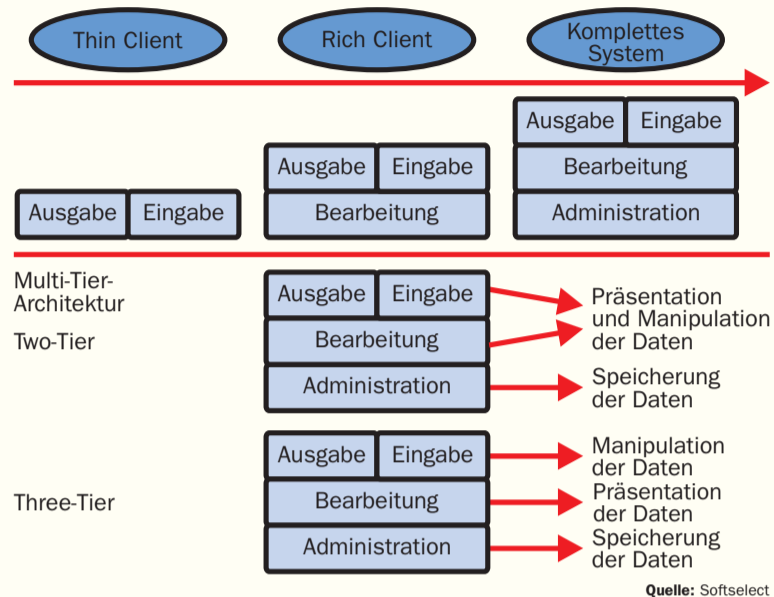 Thin Client
Rich Client
Komplettes
System
Ausgabe Eingabe
Ausgabe Eingabe
Bearbeitung
Ausgabe Eingabe
Bearbeitung
Administration
Multi-Tier-
Architektur
Two-Tier
Ausgabe Eingabe
Bearbeitung
Administration
Präsentation
und Manipulation
der Daten
Speicherung
der Daten
Three-Tier
Ausgabe Eingabe
Bearbeitung
Administration
Manipulation
der Daten
Präsentation
der Daten
Speicherung
der Daten
Quelle: Softselect